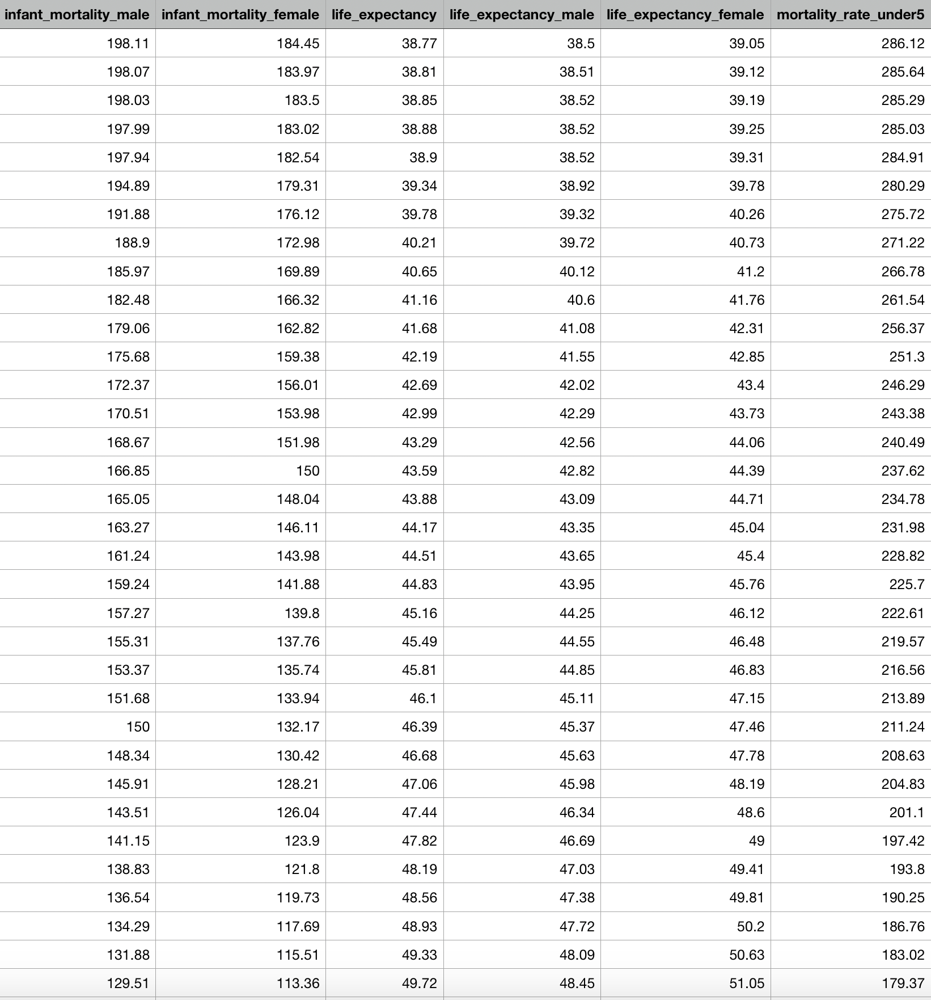 infant_mortality_male infant_mortality_female life_expectancy life_expectancy_male life_expectancy_female mortality_rate_under5
198.11 184.45 38.77 38.5 39.05 286.12
198.07 183.97 38.81 38.51 39.12 285.64
198.03 183.5 38.85 38.52 39.19 285.29
197.99 183.02 38.88 38.52 39.25 285.03
197.94 182.54 38.9 38.52 39.31 284.91
194.89 179.31 39.34 38.92 39.78 280.29
191.88 176.12 39.78 39.32 40.26 275.72
188.9 172.98 40.21 39.72 40.73 271.22
185.97 169.89 40.65 40.12 41.2 266.78
182.48 166.32 41.16 40.6 41.76 261.54
179.06 162.82 41.68 41.08 42.31 256.37
175.68 159.38 42.19 41.55 42.85 251.3
172.37 156.01 42.69 42.02 43.4 246.29
170.51 153.98 42.99 42.29 43.73 243.38
168.67 151.98 43.29 42.56 44.06 240.49
166.85 150 43.59 42.82 44.39 237.62
165.05 148.04 43.88 43.09 44.71 234.78
163.27 146.11 44.17 43.35 45.04 231.98
161.24 143.98 44.51 43.65 45.4 228.82
159.24 141.88 44.83 43.95 45.76 225.7
157.27 139.8 45.16 44.25 46.12 222.61
155.31 137.76 45.49 44.55 46.48 219.57
153.37 135.74 45.81 44.85 46.83 216.56
151.68 133.94 46.1 45.11 47.15 213.89
150 132.17 46.39 45.37 47.46 211.24
148.34 130.42 46.68 45.63 47.78 208.63
145.91 128.21 47.06 45.98 48.19 204.83
143.51 126.04 47.44 46.34 48.6 201.1
141.15 123.9 47.82 46.69 49 197.42
138.83 121.8 48.19 47.03 49.41 193.8
136.54 119.73 48.56 47.38 49.81 190.25
134.29 117.69 48.93 47.72 50.2 186.76
131.88 115.51 49.33 48.09 50.63 183.02
129.51 113.36 49.72 48.45 51.05 179.37